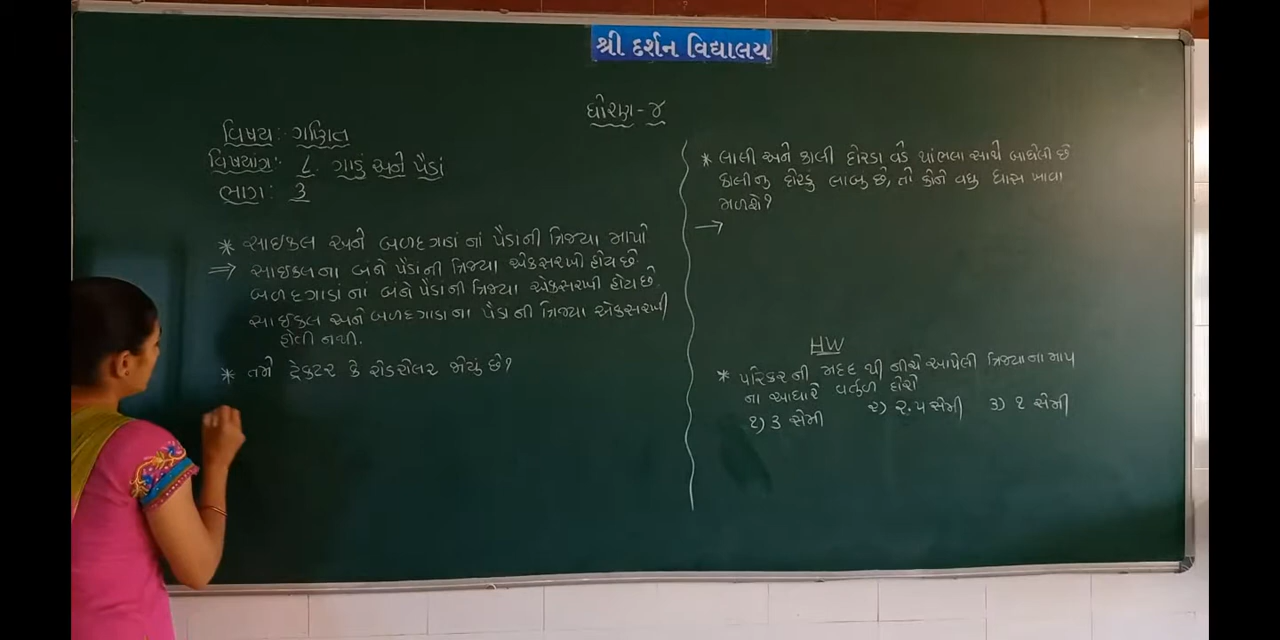 શ્રી દર્શન વિદ્યાલય
ધોરણ - ૪
વિષય: ગણિત
વિષયાંગ: ૮. ગાડું અને પૈડાં
ભાગ: ૩
* સાઇકલ અને બળદગાડાં નાં પૈડાની ત્રિજ્યા માપો
⇒ સાઇકલના બંને પૈડાંની ત્રિજ્યા એકસરખી હોય છે
બળદગાડાંનાં બંને પૈડાંની ત્રિજ્યા એકસરખી હોય છે.
સાઈકલ અને બળદગાડા ના પૈડા ની ત્રિજ્યા એકસરખી
હોતી નથી.
* તમે ટ્રેક્ટર કે રોડરોલર જોયું છે?
* લાલી અને કાલી દોરડા વડે થાંભલા સાથે બાંધેલી છે
કાલીનુ દોરડું લાંબુ છે, તો કોને વધુ ઘાસ ખાવા
મળશે?
→
HW
* પરિકર ની મદદ થી નીચે આપેલી ત્રિજ્યા ના માપ
ના આધારે વર્તુળ દોરો
૧) ૩ સેમી ૨) ૨.૫ સેમી ૩) ૧ સેમી